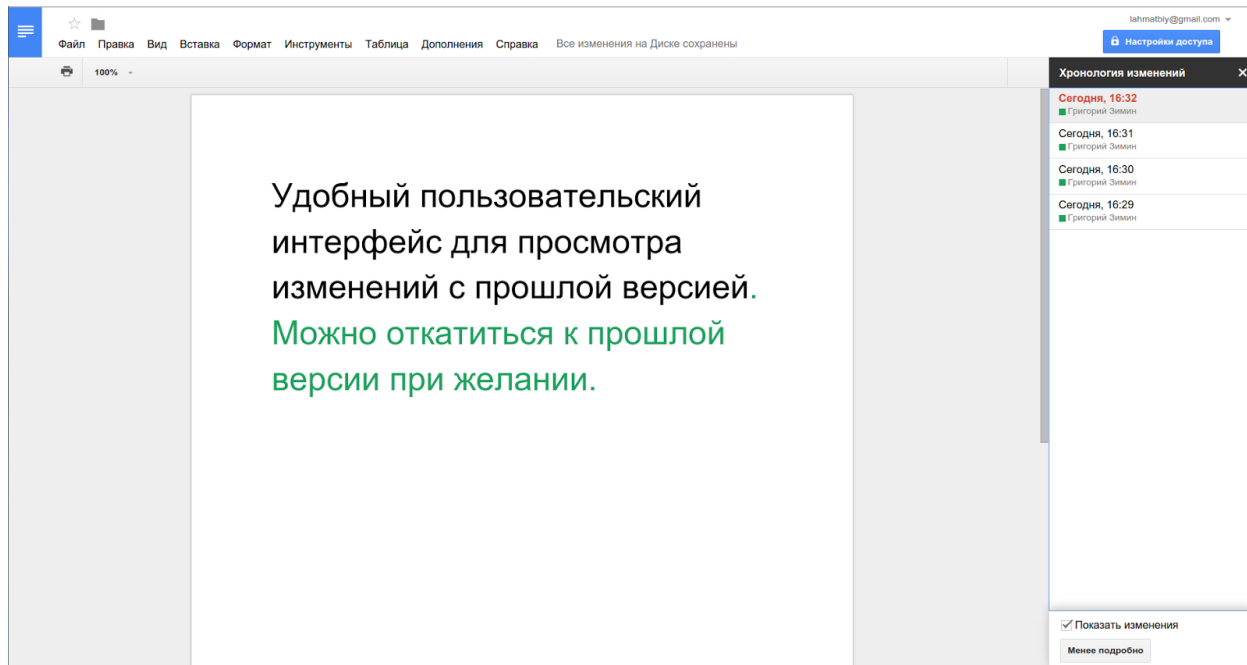 lahmatbiy@gmail.com
Файл Правка Вид Вставка Формат Инструменты Таблица Дополнения Справка Все изменения на Диске сохранены
Настройки доступа
100%
Хронология изменений
Сегодня, 16:32
Григорий Зимин
Сегодня, 16:31
Григорий Зимин
Сегодня, 16:30
Григорий Зимин
Сегодня, 16:29
Григорий Зимин
Удобный пользовательский
интерфейс для просмотра
изменений с прошлой версией.
Можно откатиться к прошлой
версии при желании.
Показать изменения
Менее подробно